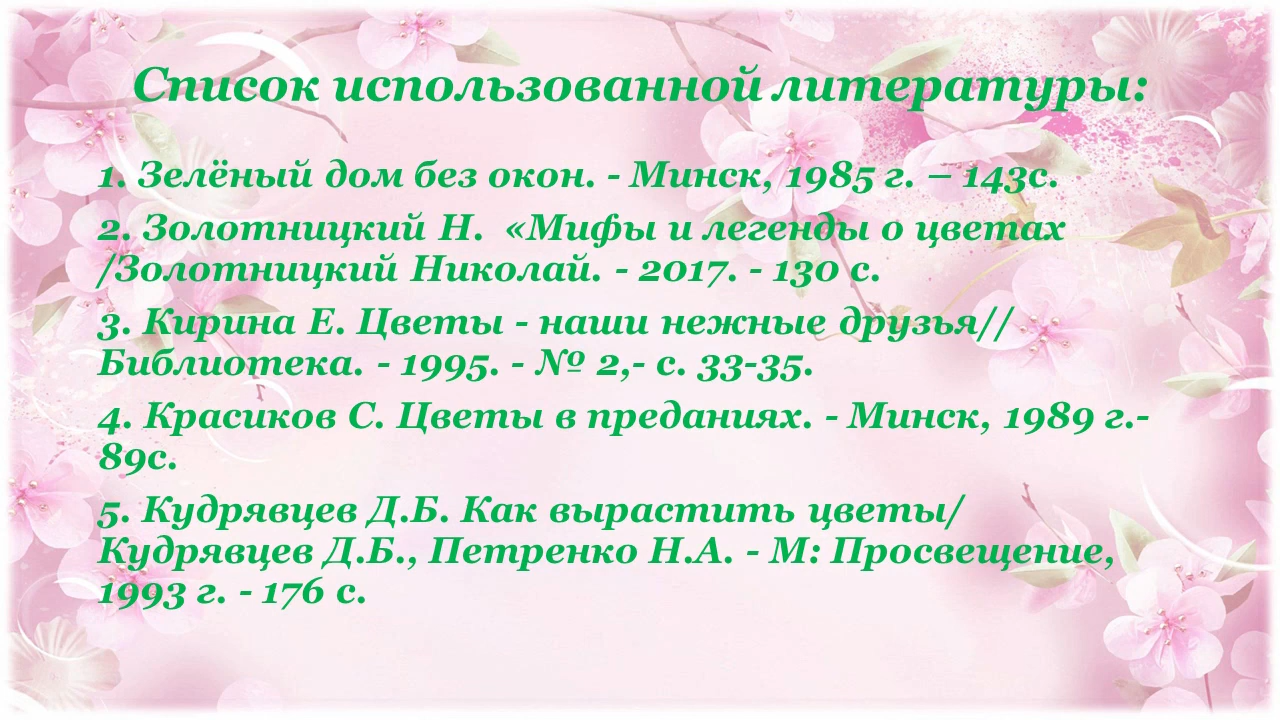 Список использованной литературы:
1. Зелёный дом без окон. - Минск, 1985 г. – 143с.
2. Золотницкий Н.  «Мифы и легенды о цветах
/Золотницкий Николай. - 2017. - 130 с.
3. Кирина Е. Цветы - наши нежные друзья//
Библиотека. - 1995. - № 2,- с. 33-35.
4. Красиков С. Цветы в преданиях. - Минск, 1989 г.-
89с.
5. Кудрявцев Д.Б. Как вырастить цветы/
Кудрявцев Д.Б., Петренко Н.А. - М: Просвещение,
1993 г. - 176 с.